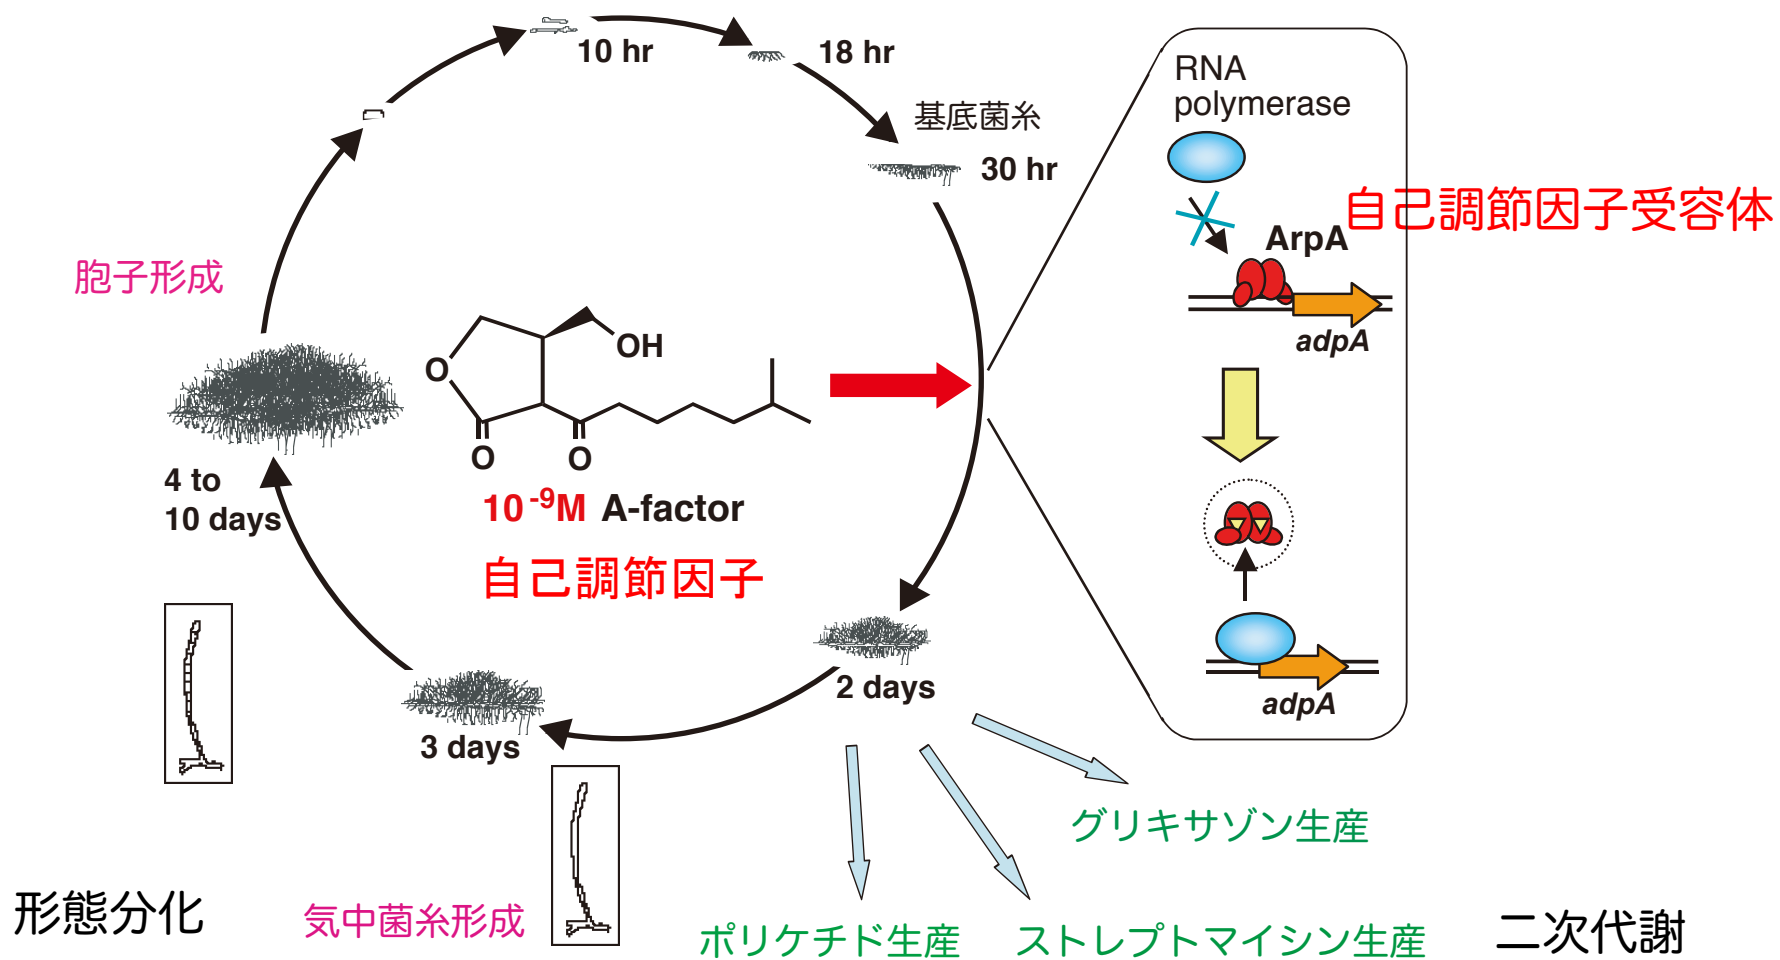 10 hr
18 hr
基底菌糸
30 hr
RNA
polymerase
自己調節因子受容体
ArpA
adpA
胞子形成
OH
O
O
O
10⁻⁹M A-factor
自己調節因子
4 to
10 days
adpA
2 days
3 days
グリキサゾン生産
形態分化
気中菌糸形成
ポリケチド生産
ストレプトマイシン生産
二次代謝